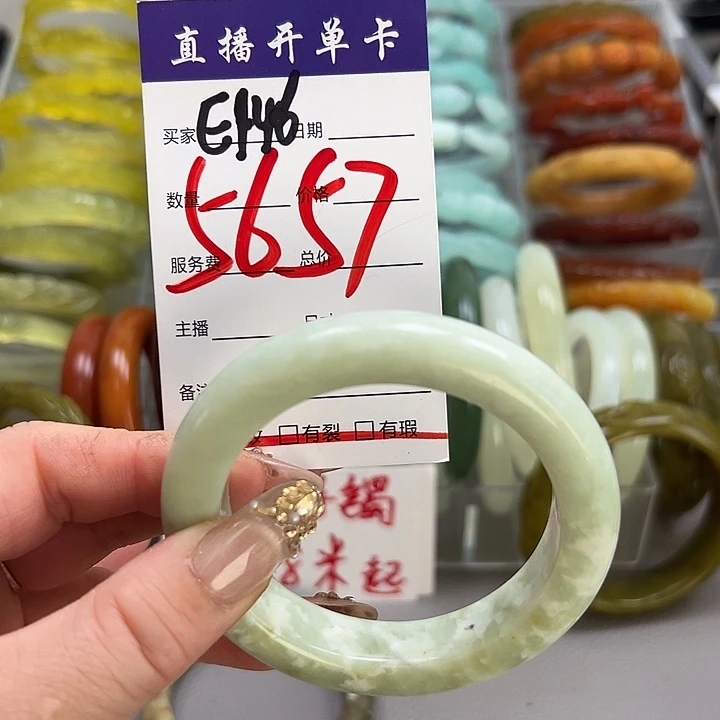 直播开单卡
买家 E146 日期
数量 价格
5657
服务费 总价
主播
备注
有裂 有瑕
镯
8米起